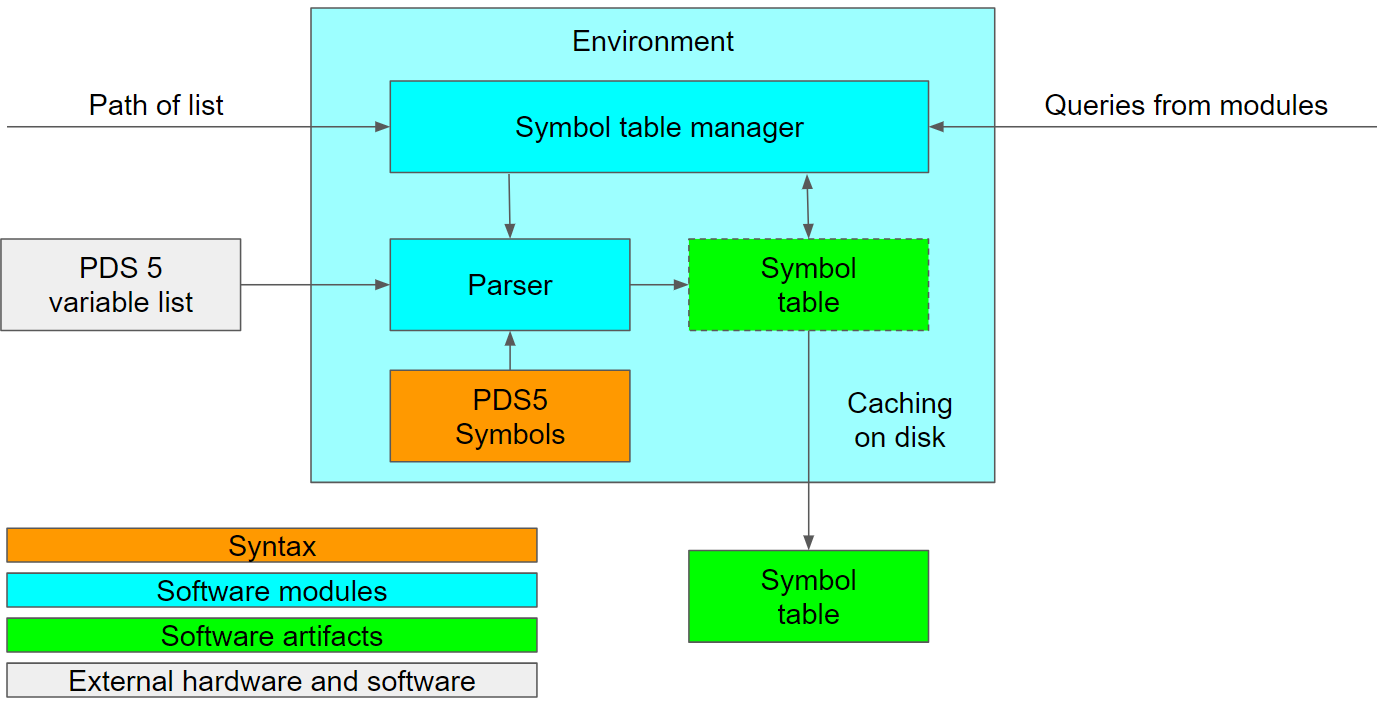 Environment
Path of list
Symbol table manager
Queries from modules
PDS 5
variable list
Parser
Symbol
table
PDS5
Symbols
Caching
on disk
Syntax
Software modules
Software artifacts
External hardware and software
Symbol
table